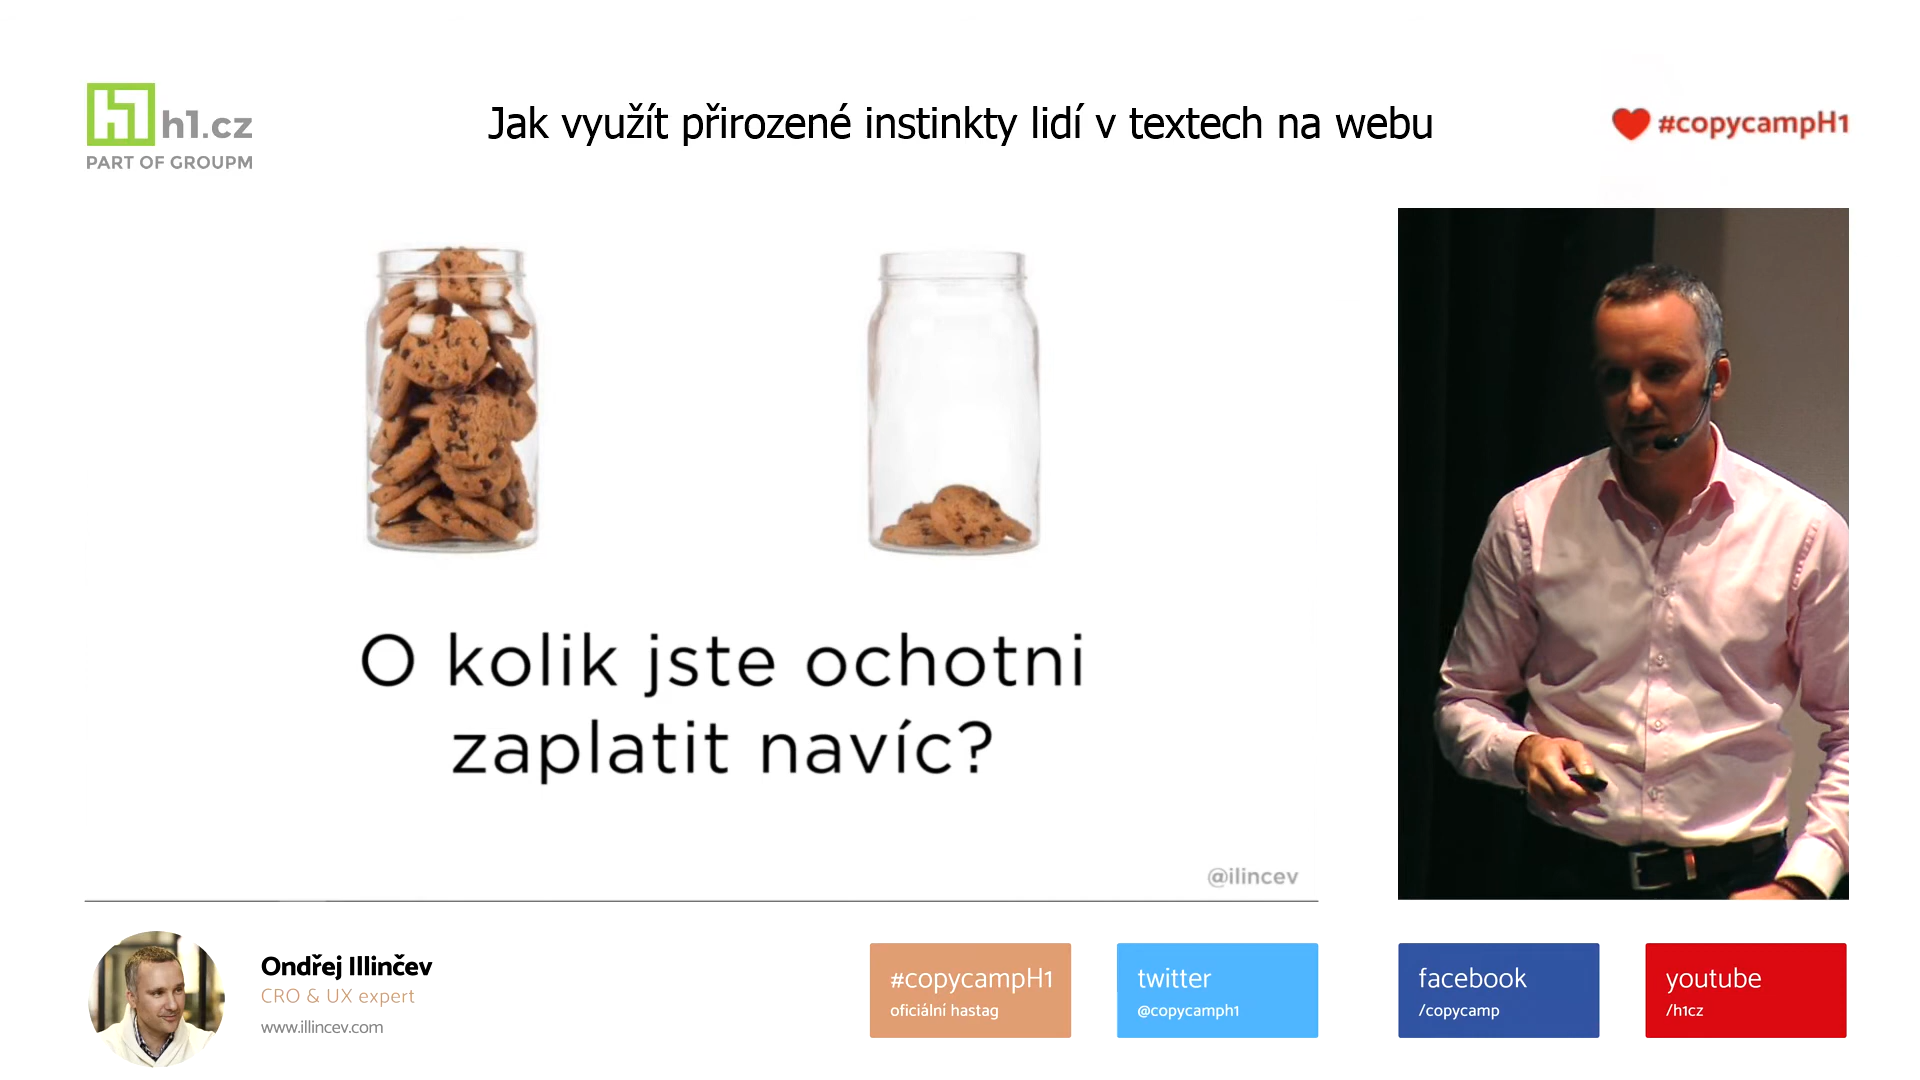 h1.cz
PART OF GROUPM
Jak využít přirozené instinkty lidí v textech na webu
#copycampH1
O kolik jste ochotni
zaplatit navíc?
@ilincev
Ondřej Illinčev
CRO & UX expert
www.illincev.com
#copycampH1
oficiální hastag
twitter
@copycamph1
facebook
/copycamp
youtube
/h1cz